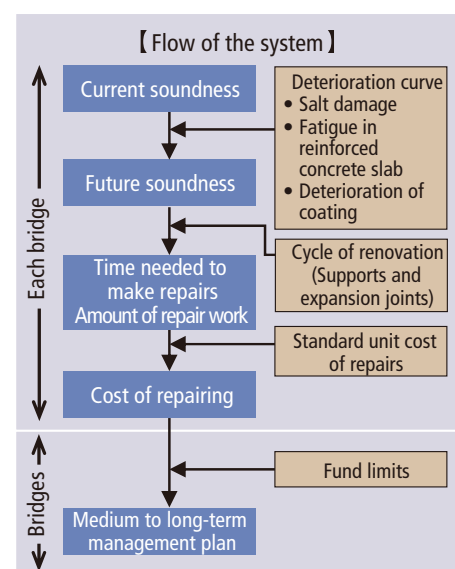 【Flow of the system】
Current soundness
Deterioration curve
• Salt damage
• Fatigue in
reinforced
concrete slab
• Deterioration of
coating
Future soundness
Cycle of renovation
(Supports and
expansion joints)
Time needed to
make repairs
Amount of repair work
Standard unit cost
of repairs
Cost of repairing
Each bridge
Fund limits
Medium to long-term
management plan
Bridges